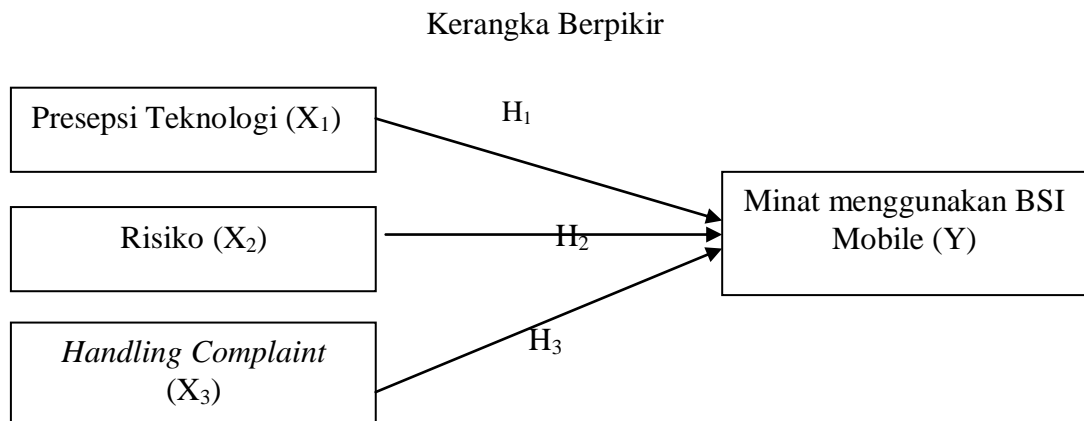 Kerangka Berpikir
Presepsi Teknologi (X₁)
H₁
Risiko (X₂)
H₂
Handling Complaint
(X₃)
H₃
Minat menggunakan BSI
Mobile (Y)